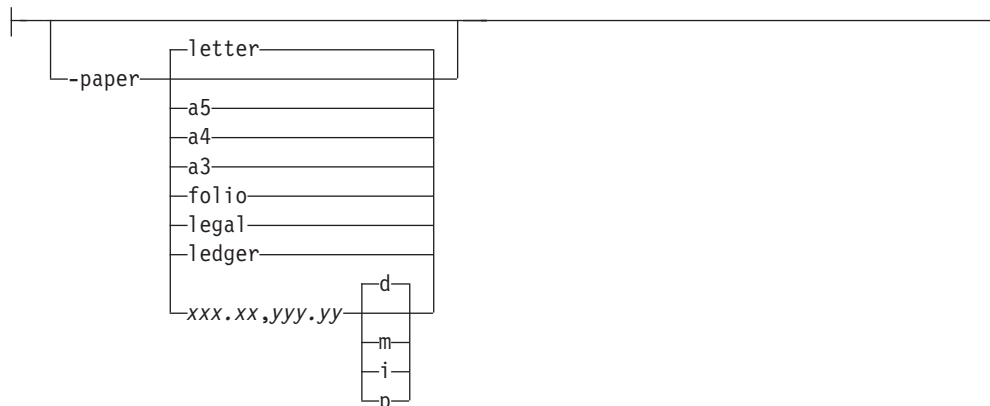 letter
-paper
a5
a4
a3
folio
legal
ledger
d
xxx.xx,yyy.yy
m
i
p